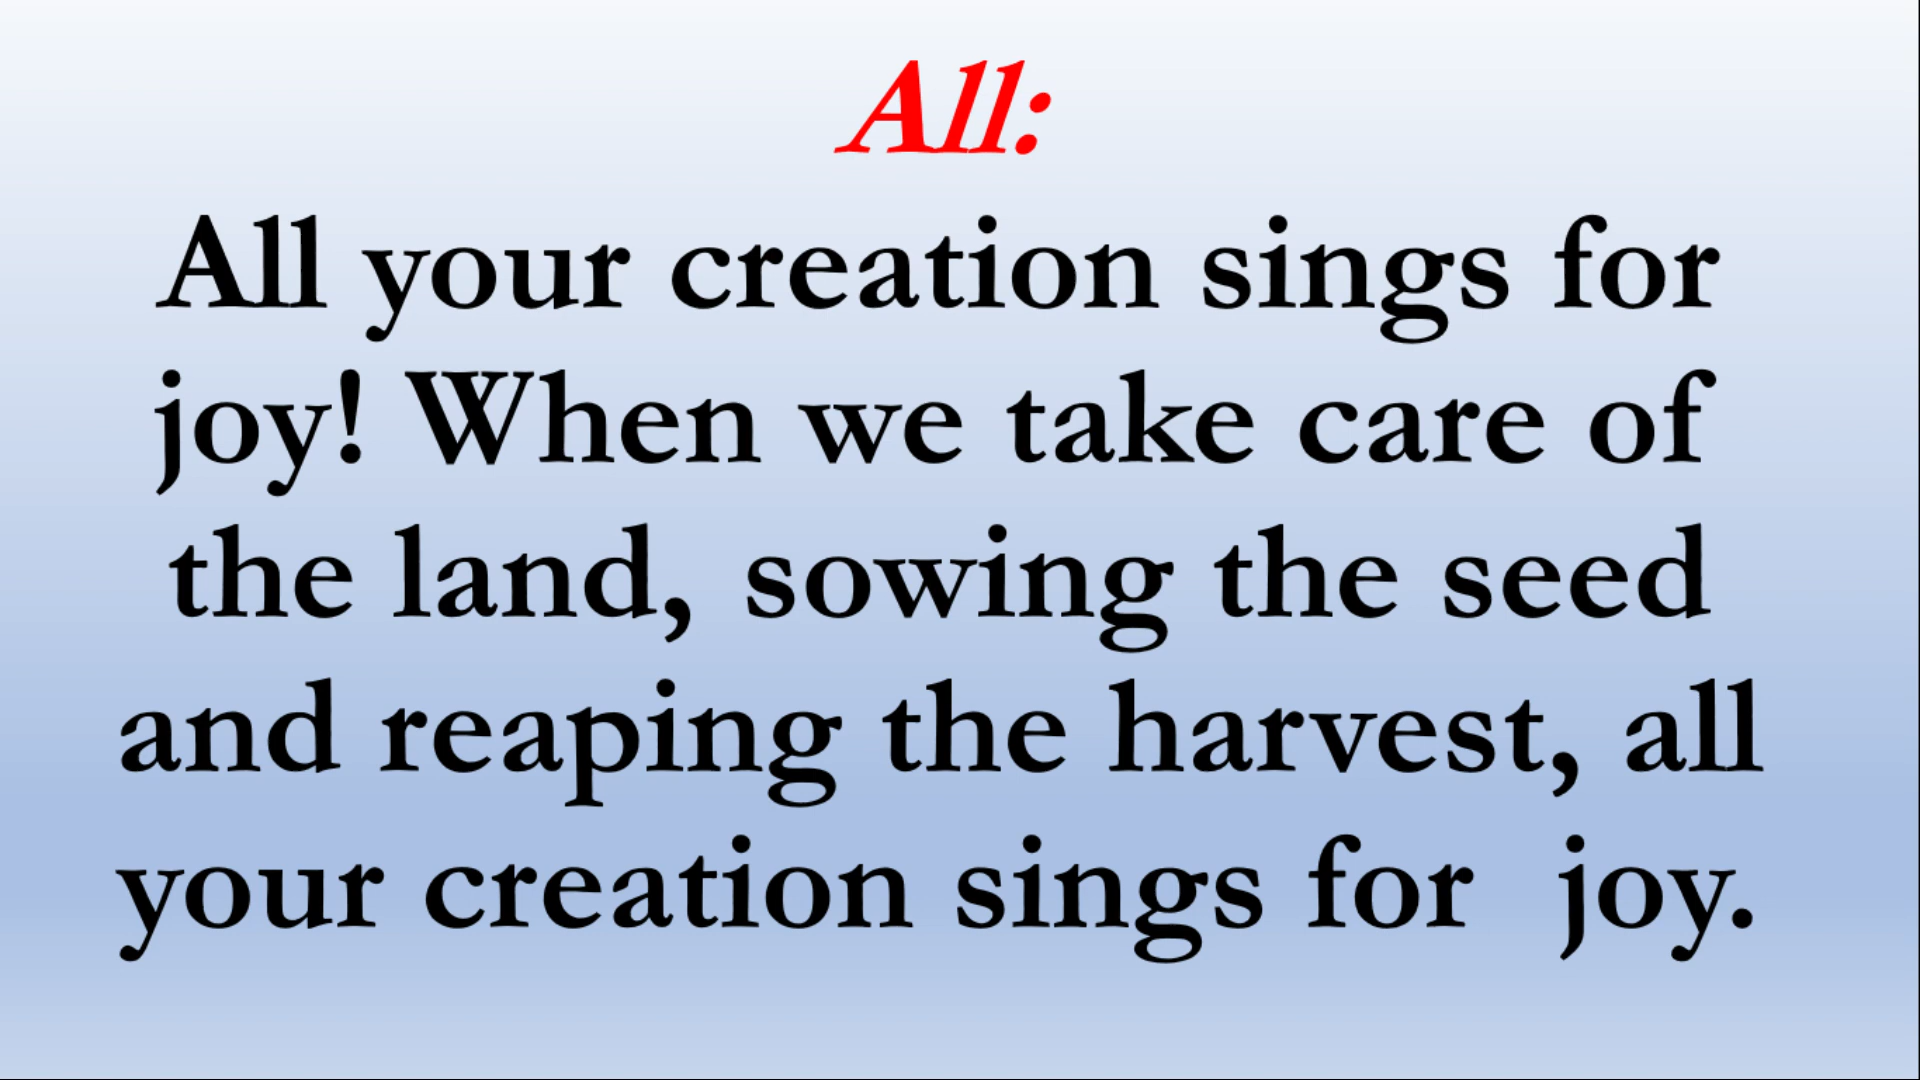 All:
All your creation sings for
joy! When we take care of
the land, sowing the seed
and reaping the harvest, all
your creation sings for  joy.